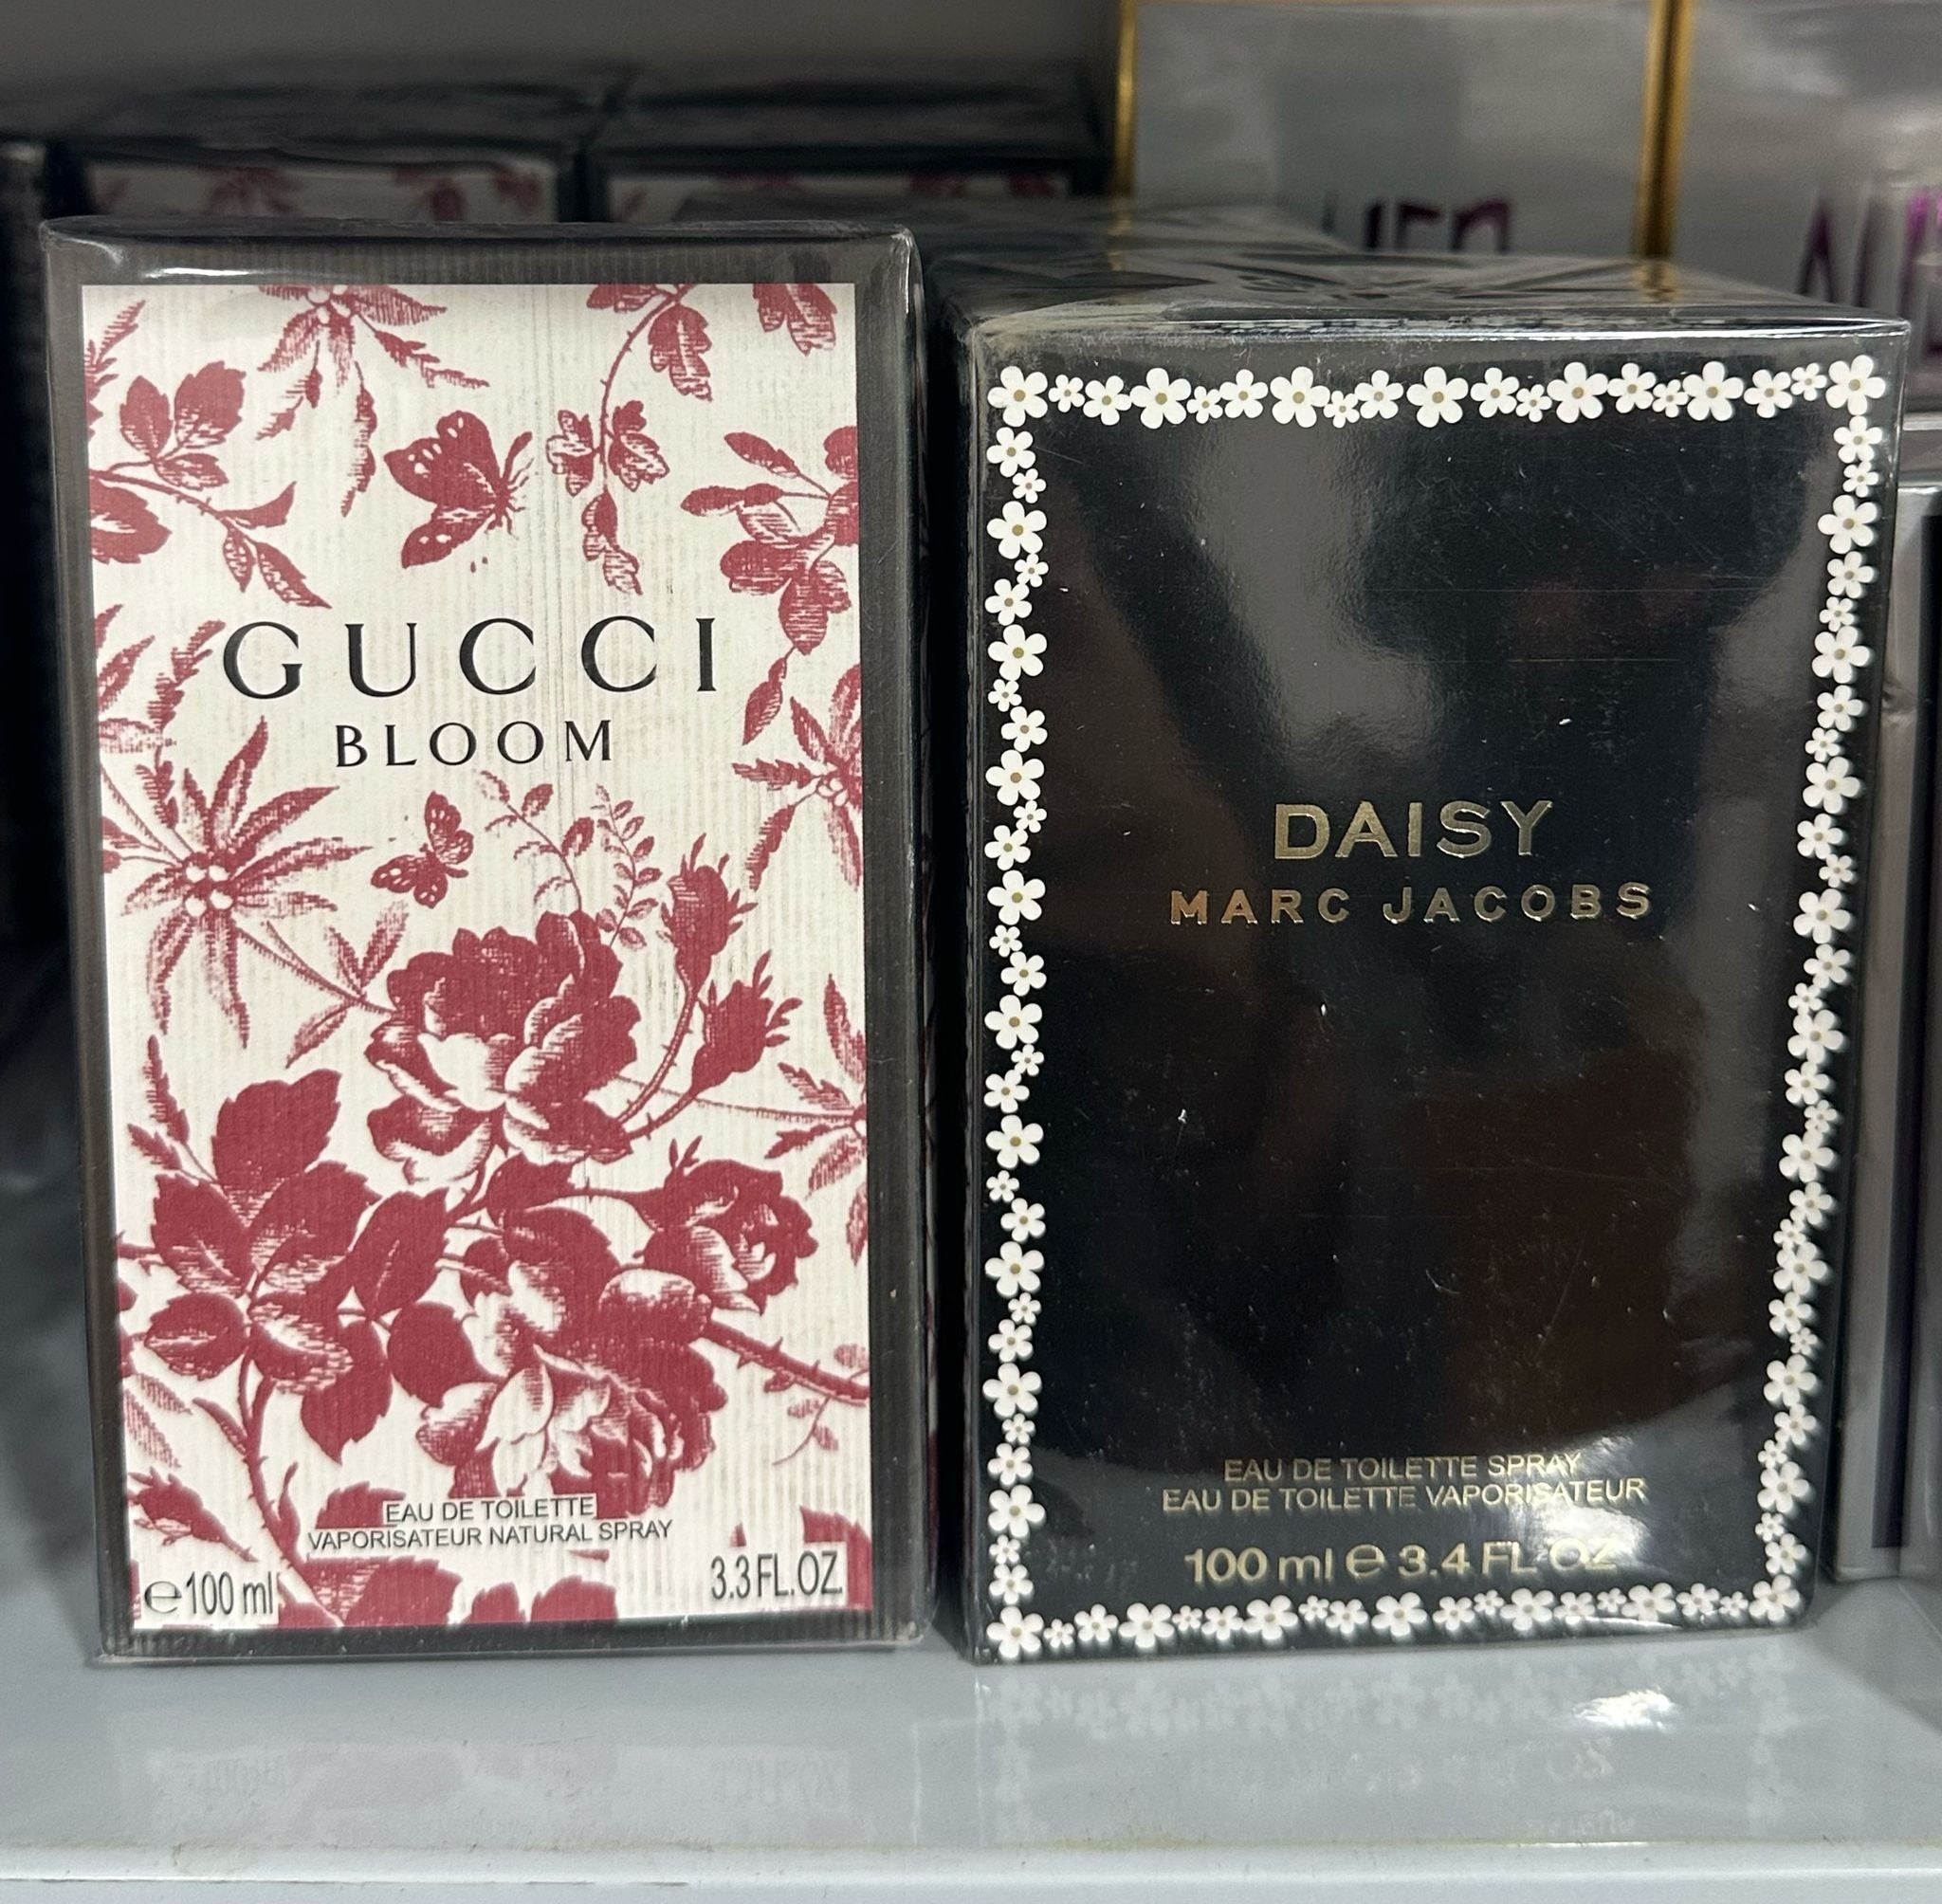 GUCCI
BLOOM
EAU DE TOILETTE
VAPORISATEUR NATURAL SPRAY
℮100 ml
3.3 FL.OZ
DAISY
MARC JACOBS
EAU DE TOILETTE SPRAY
EAU DE TOILETTE VAPORISATEUR
100 ml ℮ 3.4 FL OZ